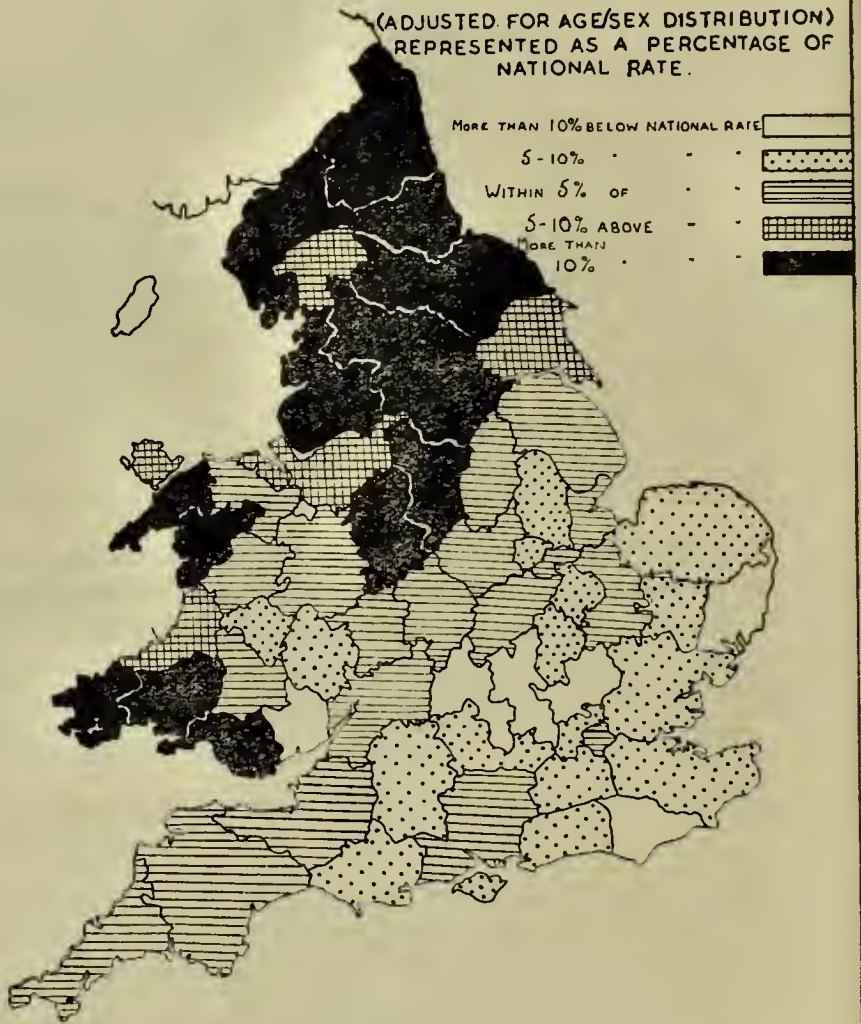 (ADJUSTED FOR AGE/SEX DISTRIBUTION)
REPRESENTED AS A PERCENTAGE OF
NATIONAL RATE.
MORE THAN 10% BELOW NATIONAL RATE
5-10% " " "
WITHIN 5% OF " "
5-10% ABOVE " "
MORE THAN
10% " " "